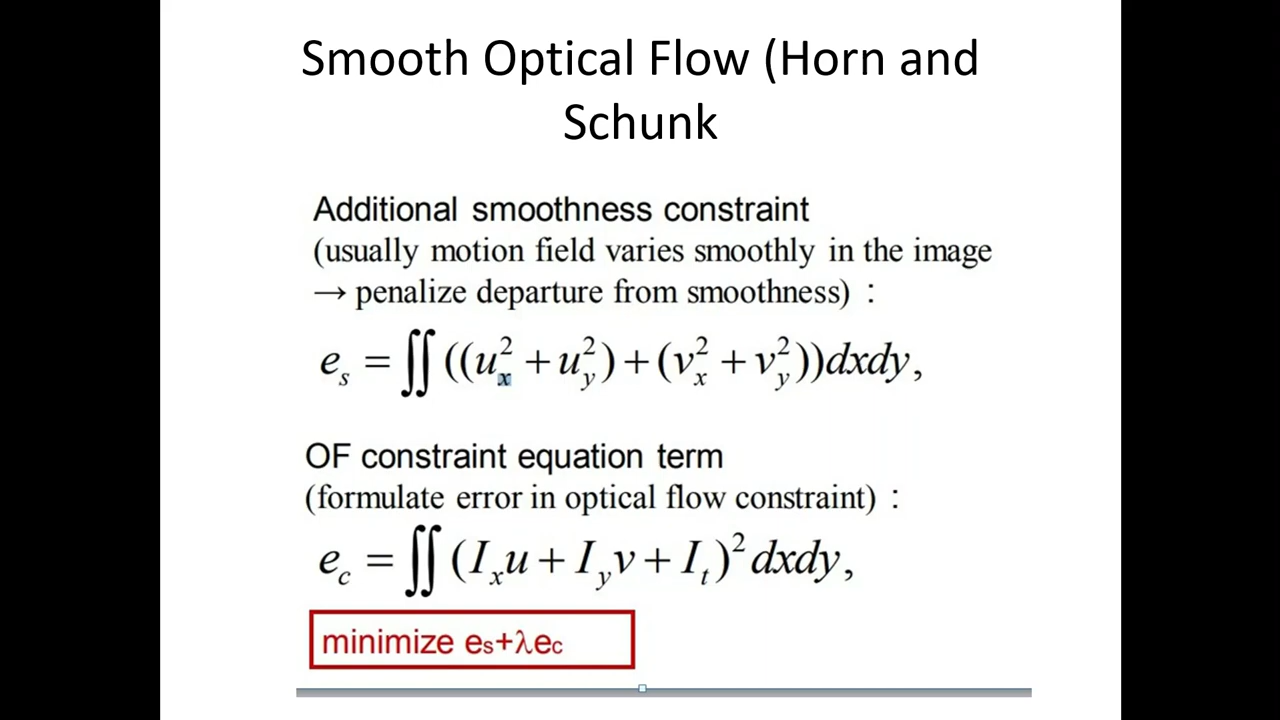 Smooth Optical Flow (Horn and
Schunk
Additional smoothness constraint
(usually motion field varies smoothly in the image
→ penalize departure from smoothness) :
e_s = ∬ ((u_x^2 + u_y^2) + (v_x^2 + v_y^2))dxdy,
OF constraint equation term
(formulate error in optical flow constraint) :
e_c = ∬ (I_x u + I_y v + I_t)^2 dxdy,
minimize es+λec